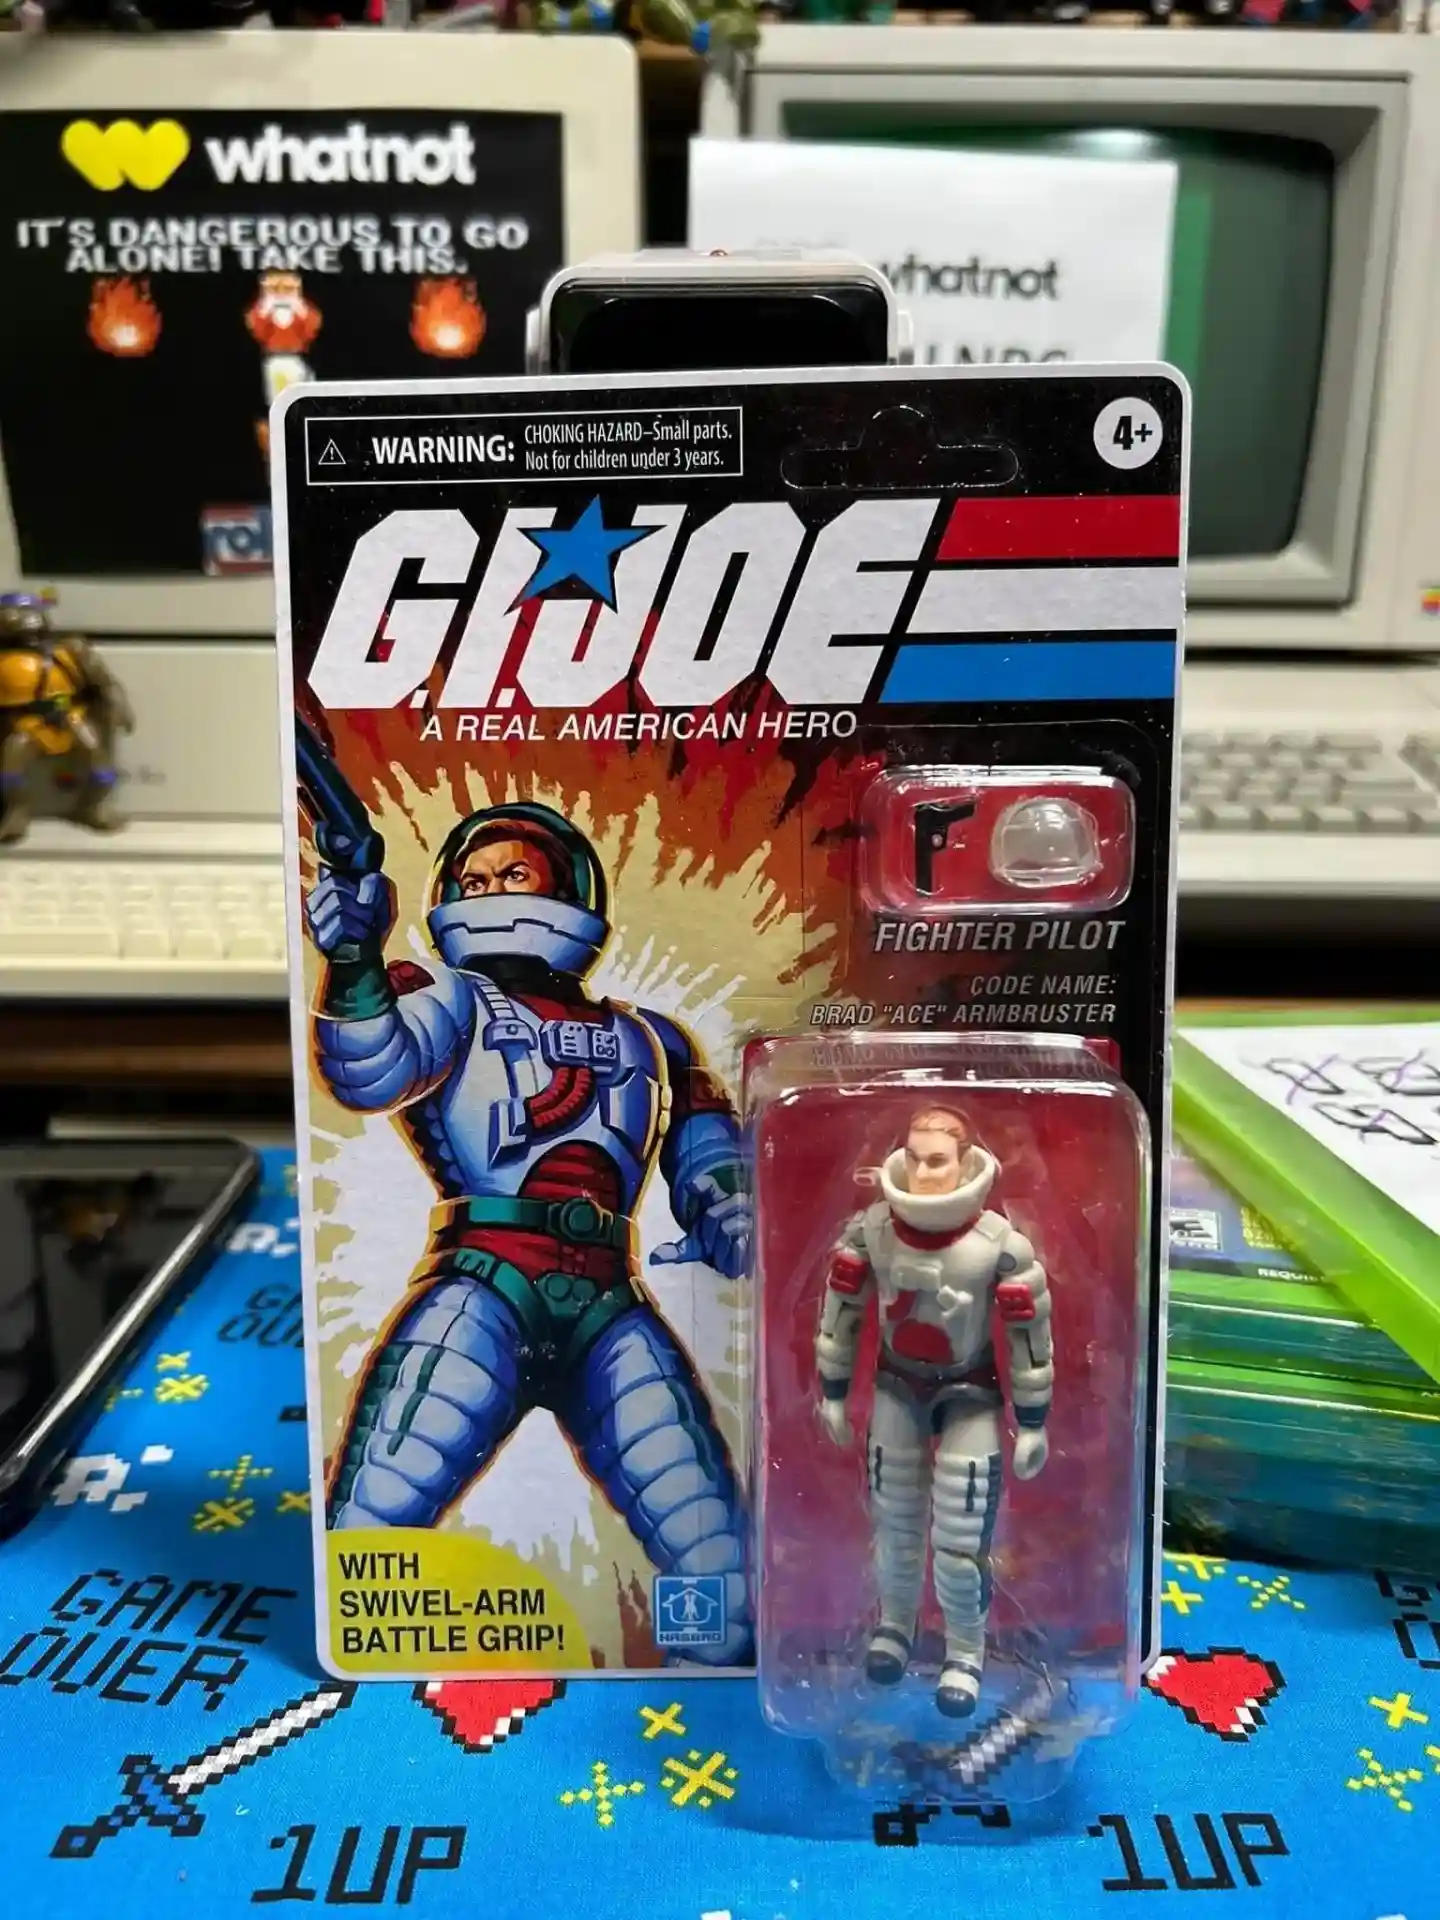 whatnot
IT'S DANGEROUS TO GO
ALONE! TAKE THIS.
whatnot
WARNING:
CHOKING HAZARD–Small parts.
Not for children under 3 years.
4+
G.I. JOE
A REAL AMERICAN HERO
FIGHTER PILOT
CODE NAME:
BRAD "ACE" ARMBRUSTER
WITH
SWIVEL-ARM
BATTLE GRIP!
HASBRO
GAME
OVER
1UP
1UP